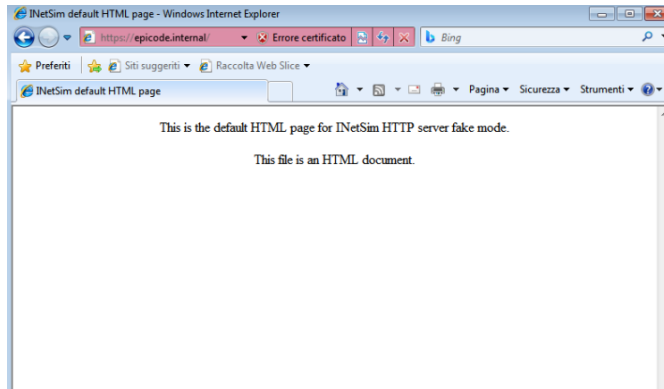 INetSim default HTML page - Windows Internet Explorer
https://epicode.internal/ Errore certificato Bing
Preferiti Siti suggeriti Raccolta Web Slice
INetSim default HTML page Pagina Sicurezza Strumenti
This is the default HTML page for INetSim HTTP server fake mode.
This file is an HTML document.